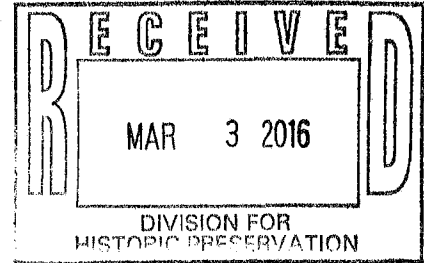 RECEIVED
MAR 3 2016
DIVISION FOR
HISTORIC PRESERVATION